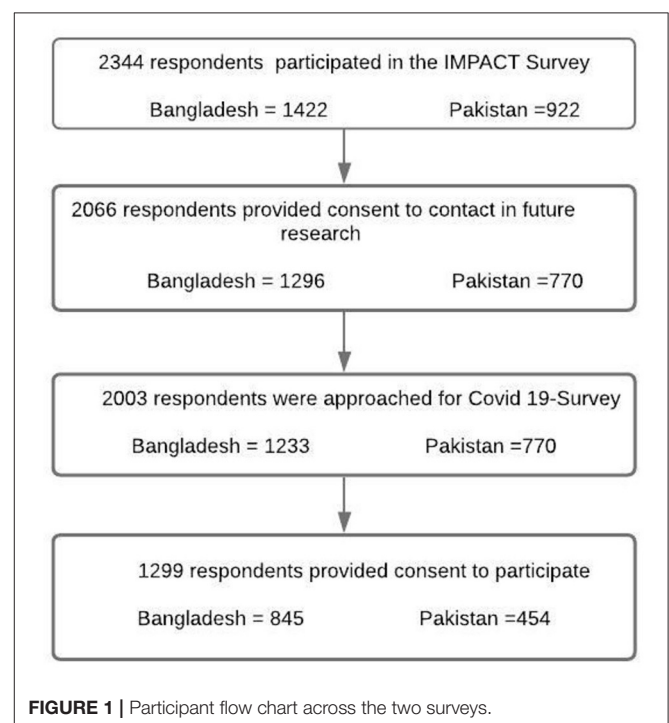 2344 respondents participated in the IMPACT Survey
Bangladesh = 1422 Pakistan =922
2066 respondents provided consent to contact in future
research
Bangladesh = 1296 Pakistan =770
2003 respondents were approached for Covid 19-Survey
Bangladesh = 1233 Pakistan =770
1299 respondents provided consent to participate
Bangladesh = 845 Pakistan =454
FIGURE 1 | Participant flow chart across the two surveys.